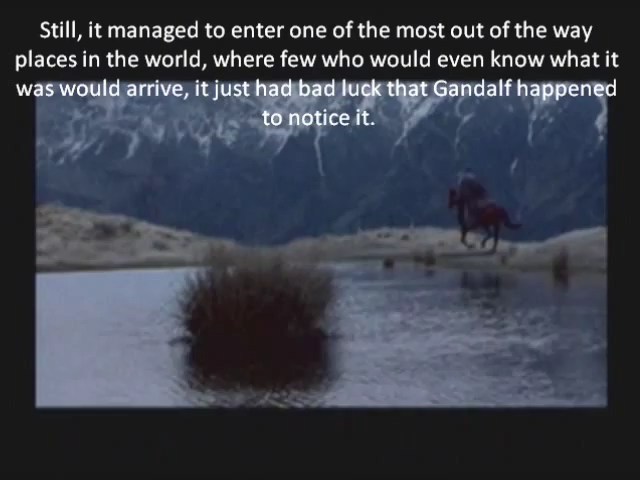 Still, it managed to enter one of the most out of the way
places in the world, where few who would even know what it
was would arrive, it just had bad luck that Gandalf happened
to notice it.